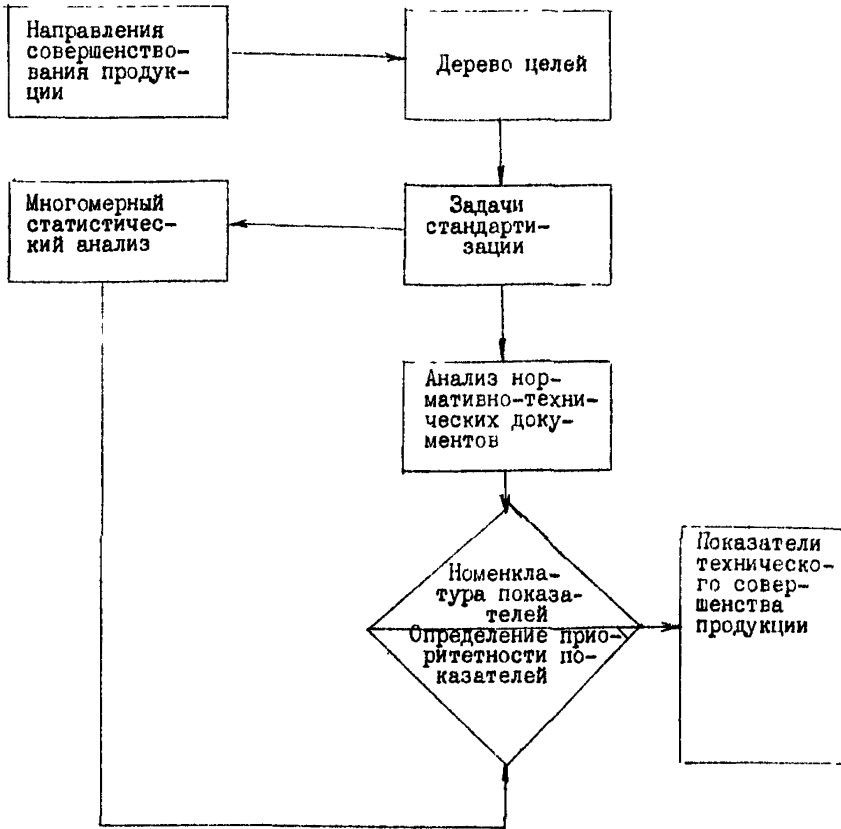 Направления
совершенство-
вания продук-
ции
Дерево целей
Многомерный
статистичес-
кий анализ
Задачи
стандарти-
зации
Анализ нор-
мативно-техни-
ческих доку-
ментов
Номенкла-
тура показа-
телей
Определение прио-
ритетности по-
казателей
Показатели
техническо-
го совер-
шенства
продукции